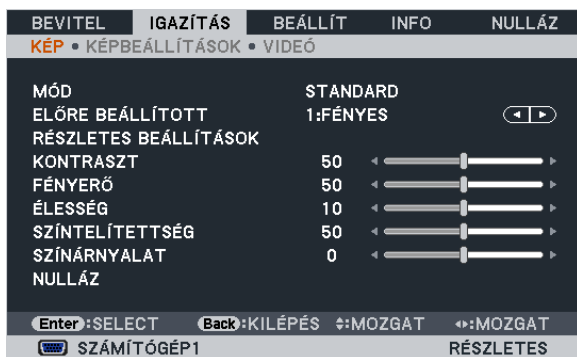 BEVITEL IGAZÍTÁS BEÁLLÍT INFO NULLÁZ
KÉP • KÉPBEÁLLÍTÁSOK • VIDEÓ
MÓD STANDARD
ELŐRE BEÁLLÍTOTT 1:FÉNYES
RÉSZLETES BEÁLLÍTÁSOK
KONTRASZT 50
FÉNYERŐ 50
ÉLESSÉG 10
SZÍNTELÍTETTSÉG 50
SZÍNÁRNYALAT 0
NULLÁZ
Enter:SELECT Back:KILÉPÉS :MOZGAT :MOZGAT
SZÁMÍTÓGÉP1 RÉSZLETES